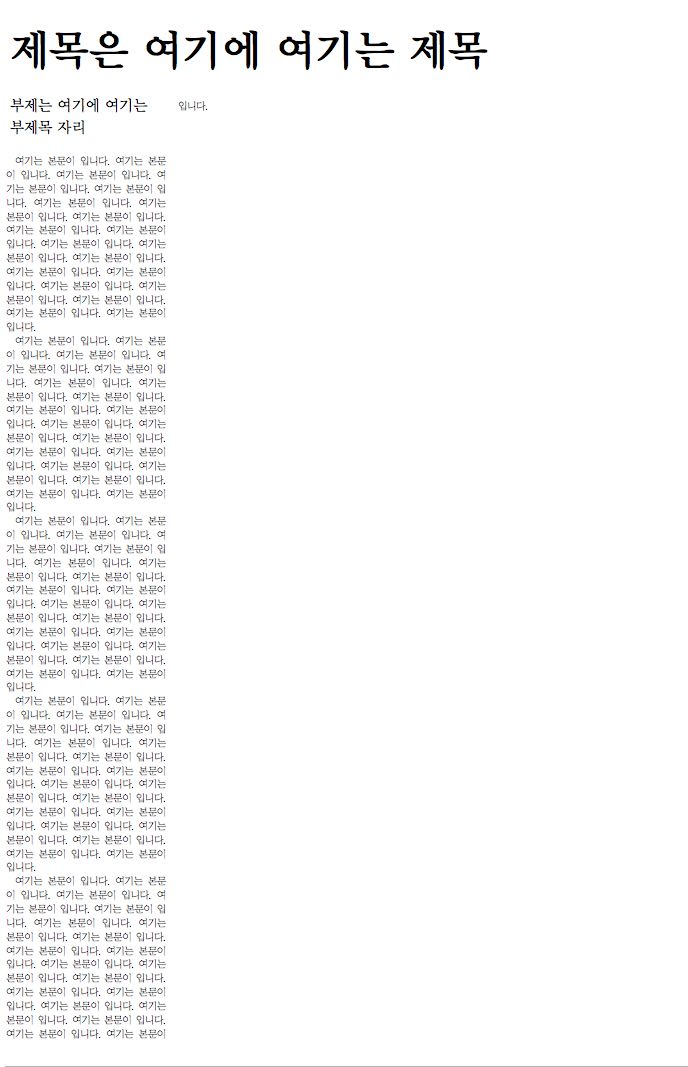 제목은 여기에 여기는 제목
부제는 여기에 여기는
부제목 자리
여기는 본문이 입니다. 여기는 본문
이 입니다. 여기는 본문이 입니다. 여
기는 본문이 입니다. 여기는 본문이 입
니다. 여기는 본문이 입니다. 여기는
본문이 입니다. 여기는 본문이 입니다.
여기는 본문이 입니다. 여기는 본문이
입니다. 여기는 본문이 입니다. 여기는
본문이 입니다. 여기는 본문이 입니다.
여기는 본문이 입니다. 여기는 본문이
입니다. 여기는 본문이 입니다. 여기는
본문이 입니다. 여기는 본문이 입니다.
여기는 본문이 입니다. 여기는 본문이
입니다.
여기는 본문이 입니다. 여기는 본문
이 입니다. 여기는 본문이 입니다. 여
기는 본문이 입니다. 여기는 본문이 입
니다. 여기는 본문이 입니다. 여기는
본문이 입니다. 여기는 본문이 입니다.
여기는 본문이 입니다. 여기는 본문이
입니다. 여기는 본문이 입니다. 여기는
본문이 입니다. 여기는 본문이 입니다.
여기는 본문이 입니다. 여기는 본문이
입니다. 여기는 본문이 입니다. 여기는
본문이 입니다. 여기는 본문이 입니다.
여기는 본문이 입니다. 여기는 본문이
입니다.
여기는 본문이 입니다. 여기는 본문
이 입니다. 여기는 본문이 입니다. 여
기는 본문이 입니다. 여기는 본문이 입
니다. 여기는 본문이 입니다. 여기는
본문이 입니다. 여기는 본문이 입니다.
여기는 본문이 입니다. 여기는 본문이
입니다. 여기는 본문이 입니다. 여기는
본문이 입니다. 여기는 본문이 입니다.
여기는 본문이 입니다. 여기는 본문이
입니다. 여기는 본문이 입니다. 여기는
본문이 입니다. 여기는 본문이 입니다.
여기는 본문이 입니다. 여기는 본문이
입니다.
여기는 본문이 입니다. 여기는 본문
이 입니다. 여기는 본문이 입니다. 여
기는 본문이 입니다. 여기는 본문이 입
니다. 여기는 본문이 입니다. 여기는
본문이 입니다. 여기는 본문이 입니다.
여기는 본문이 입니다. 여기는 본문이
입니다. 여기는 본문이 입니다. 여기는
본문이 입니다. 여기는 본문이 입니다.
여기는 본문이 입니다. 여기는 본문이
입니다. 여기는 본문이 입니다. 여기는
본문이 입니다. 여기는 본문이 입니다.
여기는 본문이 입니다. 여기는 본문이
입니다.
여기는 본문이 입니다. 여기는 본문
이 입니다. 여기는 본문이 입니다. 여
기는 본문이 입니다. 여기는 본문이 입
니다. 여기는 본문이 입니다. 여기는
본문이 입니다. 여기는 본문이 입니다.
여기는 본문이 입니다. 여기는 본문이
입니다. 여기는 본문이 입니다. 여기는
본문이 입니다. 여기는 본문이 입니다.
여기는 본문이 입니다. 여기는 본문이
입니다. 여기는 본문이 입니다. 여기는
본문이 입니다. 여기는 본문이 입니다.
여기는 본문이 입니다. 여기는 본문이
입니다.